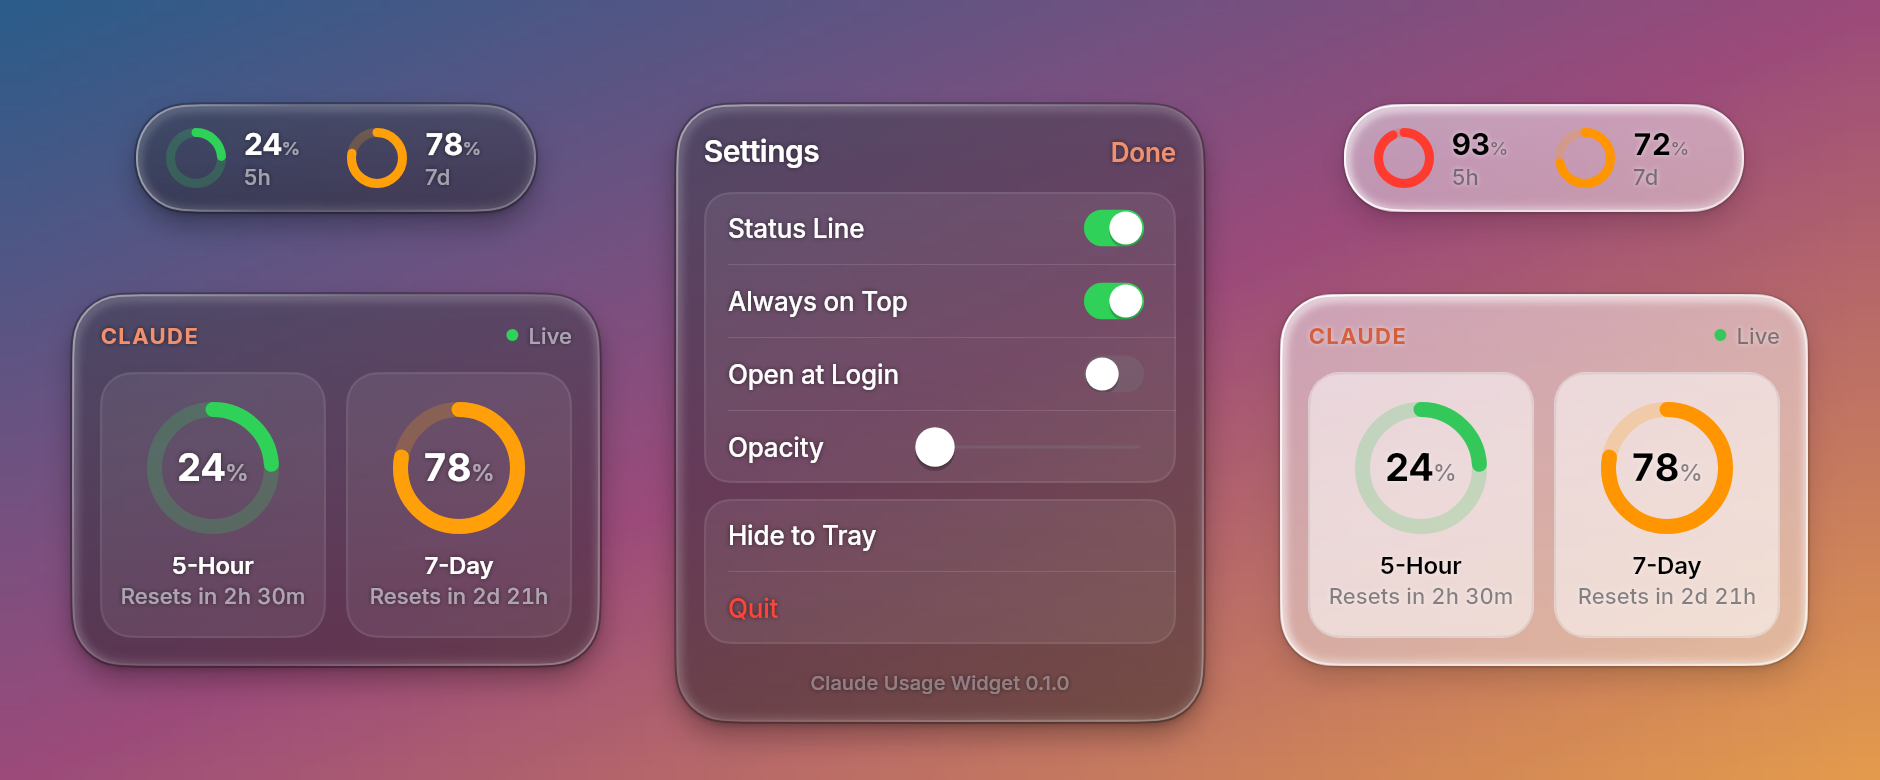 24%
5h
78%
7d
CLAUDE
Live
24%
5-Hour
Resets in 2h 30m
78%
7-Day
Resets in 2d 21h
Settings
Done
Status Line
Always on Top
Open at Login
Opacity
Hide to Tray
Quit
Claude Usage Widget 0.1.0
93%
5h
72%
7d
CLAUDE
Live
24%
5-Hour
Resets in 2h 30m
78%
7-Day
Resets in 2d 21h